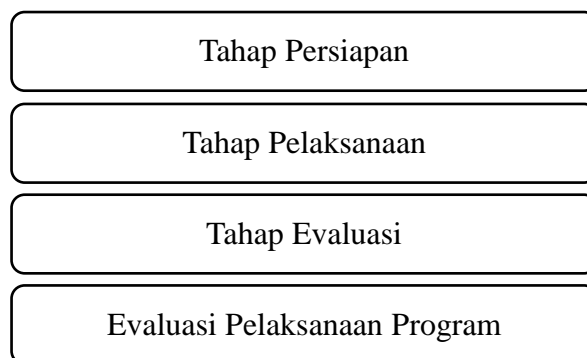 Tahap Persiapan
Tahap Pelaksanaan
Tahap Evaluasi
Evaluasi Pelaksanaan Program